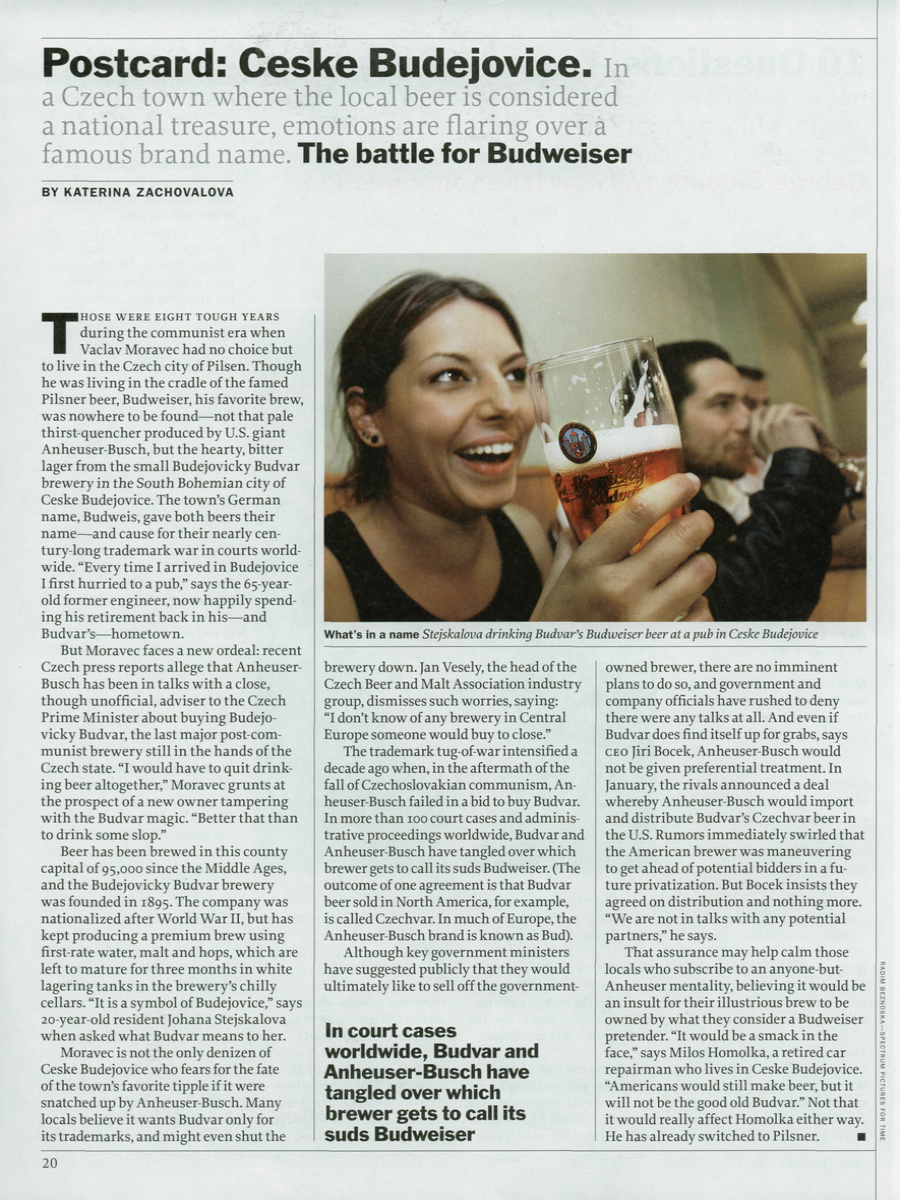 Postcard: Ceske Budejovice. In
a Czech town where the local beer is considered
a national treasure, emotions are flaring over a
famous brand name. The battle for Budweiser
BY KATERINA ZACHOVALOVA
THOSE WERE EIGHT TOUGH YEARS
during the communist era when
Vaclav Moravec had no choice but
to live in the Czech city of Pilsen. Though
he was living in the cradle of the famed
Pilsner beer, Budweiser, his favorite brew,
was nowhere to be found—not that pale
thirst-quencher produced by U.S. giant
Anheuser-Busch, but the hearty, bitter
lager from the small Budejovicky Budvar
brewery in the South Bohemian city of
Ceske Budejovice. The town's German
name, Budweis, gave both beers their
name—and cause for their nearly cen-
tury-long trademark war in courts world-
wide. "Every time I arrived in Budejovice
I first hurried to a pub," says the 65-year-
old former engineer, now happily spend-
ing his retirement back in his—and
Budvar's—hometown.
But Moravec faces a new ordeal: recent
Czech press reports allege that Anheuser-
Busch has been in talks with a close,
though unofficial, adviser to the Czech
Prime Minister about buying Budejo-
vicky Budvar, the last major post-com-
munist brewery still in the hands of the
Czech state. "I would have to quit drink-
ing beer altogether," Moravec grunts at
the prospect of a new owner tampering
with the Budvar magic. "Better that than
to drink some slop."
Beer has been brewed in this county
capital of 95,000 since the Middle Ages,
and the Budejovicky Budvar brewery
was founded in 1895. The company was
nationalized after World War II, but has
kept producing a premium brew using
first-rate water, malt and hops, which are
left to mature for three months in white
lagering tanks in the brewery's chilly
cellars. "It is a symbol of Budejovice," says
20-year-old resident Johana Stejskalova
when asked what Budvar means to her.
Moravec is not the only denizen of
Ceske Budejovice who fears for the fate
of the town's favorite tipple if it were
snatched up by Anheuser-Busch. Many
locals believe it wants Budvar only for
its trademarks, and might even shut the
What's in a name Stejskalova drinking Budvar's Budweiser beer at a pub in Ceske Budejovice
brewery down. Jan Vesely, the head of the
Czech Beer and Malt Association industry
group, dismisses such worries, saying:
"I don't know of any brewery in Central
Europe someone would buy to close."
The trademark tug-of-war intensified a
decade ago when, in the aftermath of the
fall of Czechoslovakian communism, An-
heuser-Busch failed in a bid to buy Budvar.
In more than 100 court cases and adminis-
trative proceedings worldwide, Budvar and
Anheuser-Busch have tangled over which
brewer gets to call its suds Budweiser. (The
outcome of one agreement is that Budvar
beer sold in North America, for example,
is called Czechvar. In much of Europe, the
Anheuser-Busch brand is known as Bud).
Although key government ministers
have suggested publicly that they would
ultimately like to sell off the government-
In court cases
worldwide, Budvar and
Anheuser-Busch have
tangled over which
brewer gets to call its
suds Budweiser
owned brewer, there are no imminent
plans to do so, and government and
company officials have rushed to deny
there were any talks at all. And even if
Budvar does find itself up for grabs, says
CEO Jiri Bocek, Anheuser-Busch would
not be given preferential treatment. In
January, the rivals announced a deal
whereby Anheuser-Busch would import
and distribute Budvar's Czechvar beer in
the U.S. Rumors immediately swirled that
the American brewer was maneuvering
to get ahead of potential bidders in a fu-
ture privatization. But Bocek insists they
agreed on distribution and nothing more.
"We are not in talks with any potential
partners," he says.
That assurance may help calm those
locals who subscribe to an anyone-but-
Anheuser mentality, believing it would be
an insult for their illustrious brew to be
owned by what they consider a Budweiser
pretender. "It would be a smack in the
face," says Milos Homolka, a retired car
repairman who lives in Ceske Budejovice.
"Americans would still make beer, but it
will not be the good old Budvar." Not that
it would really affect Homolka either way.
He has already switched to Pilsner.
RADIM BEZNOSKA—SPECTRUM PICTURES FOR TIME
20